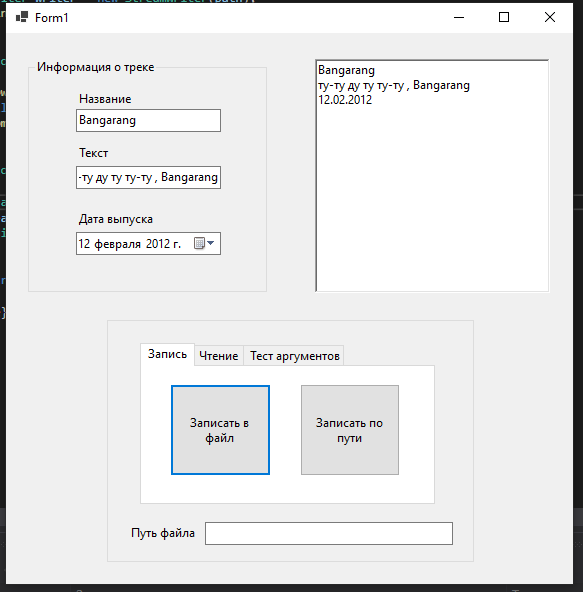 Form1
Информация о треке
Название
Bangarang
Текст
-ту ду ту ту-ту , Bangarang
Дата выпуска
12 февраля 2012 г.
Bangarang
ту-ту ду ту ту-ту , Bangarang
12.02.2012
Запись
Чтение
Тест аргументов
Записать в
файл
Записать по
пути
Путь файла